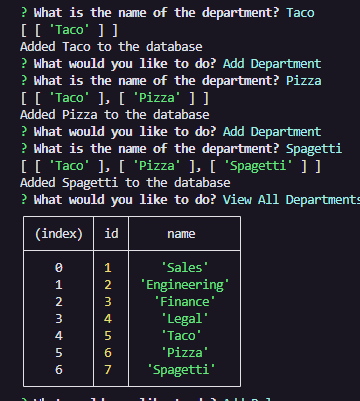 ? What is the name of the department? Taco
[ [ 'Taco' ] ]
Added Taco to the database
? What would you like to do? Add Department
? What is the name of the department? Pizza
[ [ 'Taco' ], [ 'Pizza' ] ]
Added Pizza to the database
? What would you like to do? Add Department
? What is the name of the department? Spagetti
[ [ 'Taco' ], [ 'Pizza' ], [ 'Spagetti' ] ]
Added Spagetti to the database
? What would you like to do? View All Departments
(index) id name
0 1 'Sales'
1 2 'Engineering'
2 3 'Finance'
3 4 'Legal'
4 5 'Taco'
5 6 'Pizza'
6 7 'Spagetti'